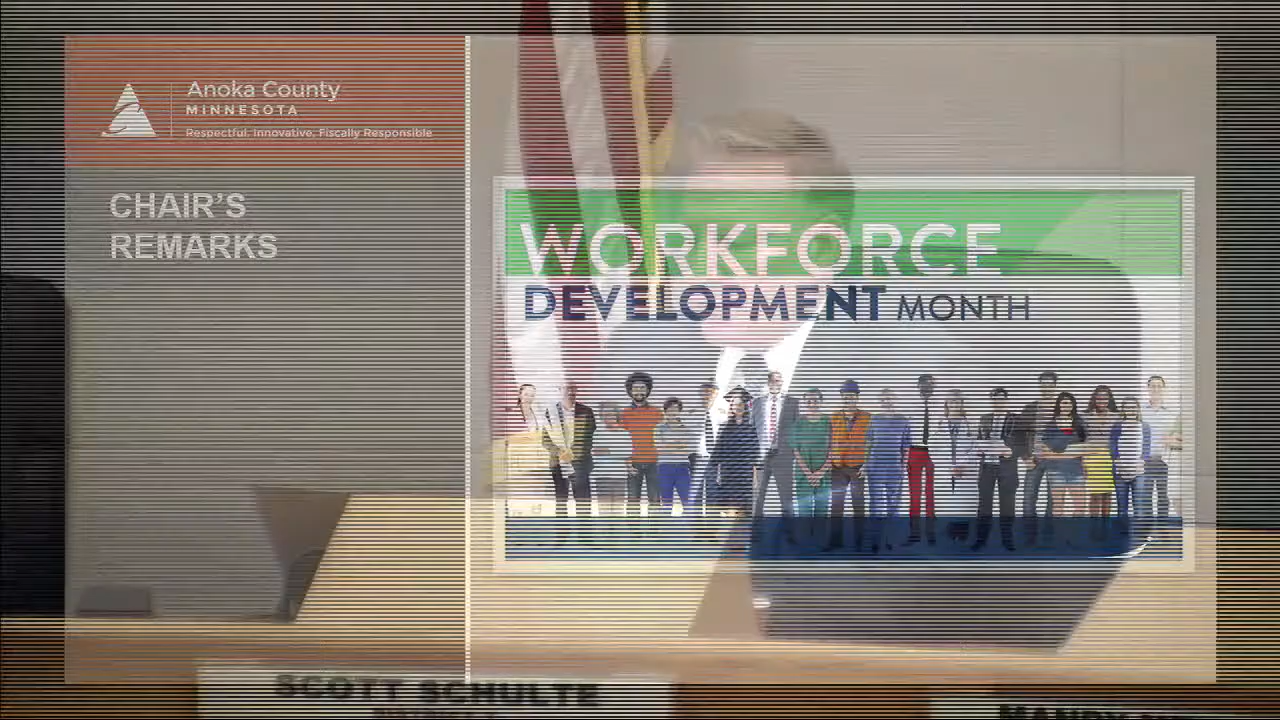 Anoka County
MINNESOTA
Respectful, Innovative, Fiscally Responsible
CHAIR'S
REMARKS
WORKFORCE
DEVELOPMENT MONTH
SCOTT SCHULTE